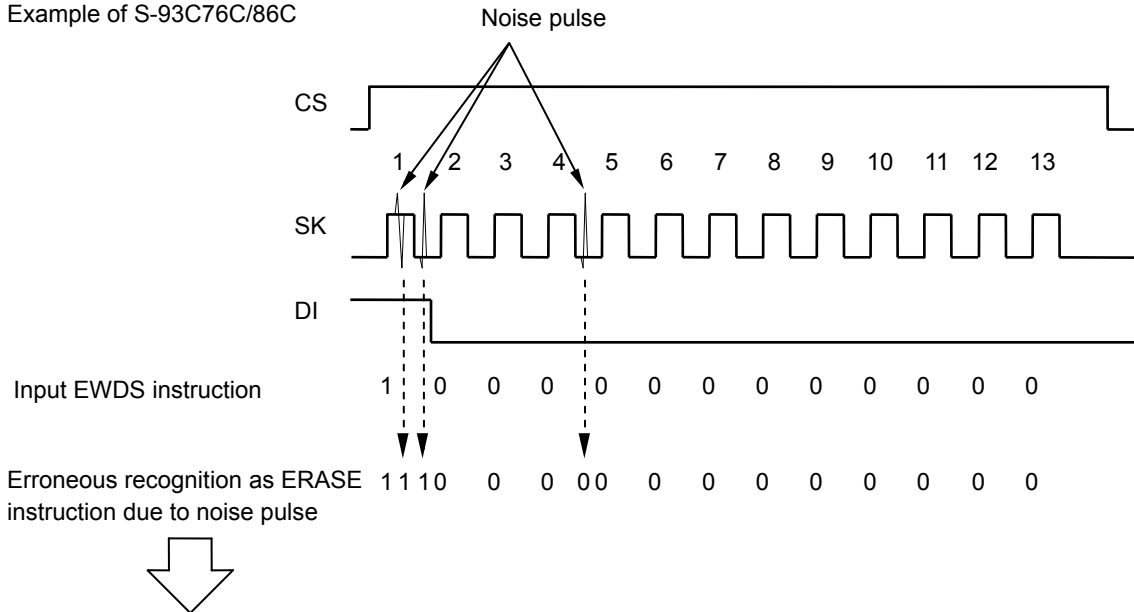 Example of S-93C76C/86C
Noise pulse
CS
1 2 3 4 5 6 7 8 9 10 11 12 13
SK
DI
Input EWDS instruction 1 0 0 0 0 0 0 0 0 0 0 0 0
Erroneous recognition as ERASE 1 1 1 0 0 0 0 0 0 0 0 0 0 0 0 0
instruction due to noise pulse